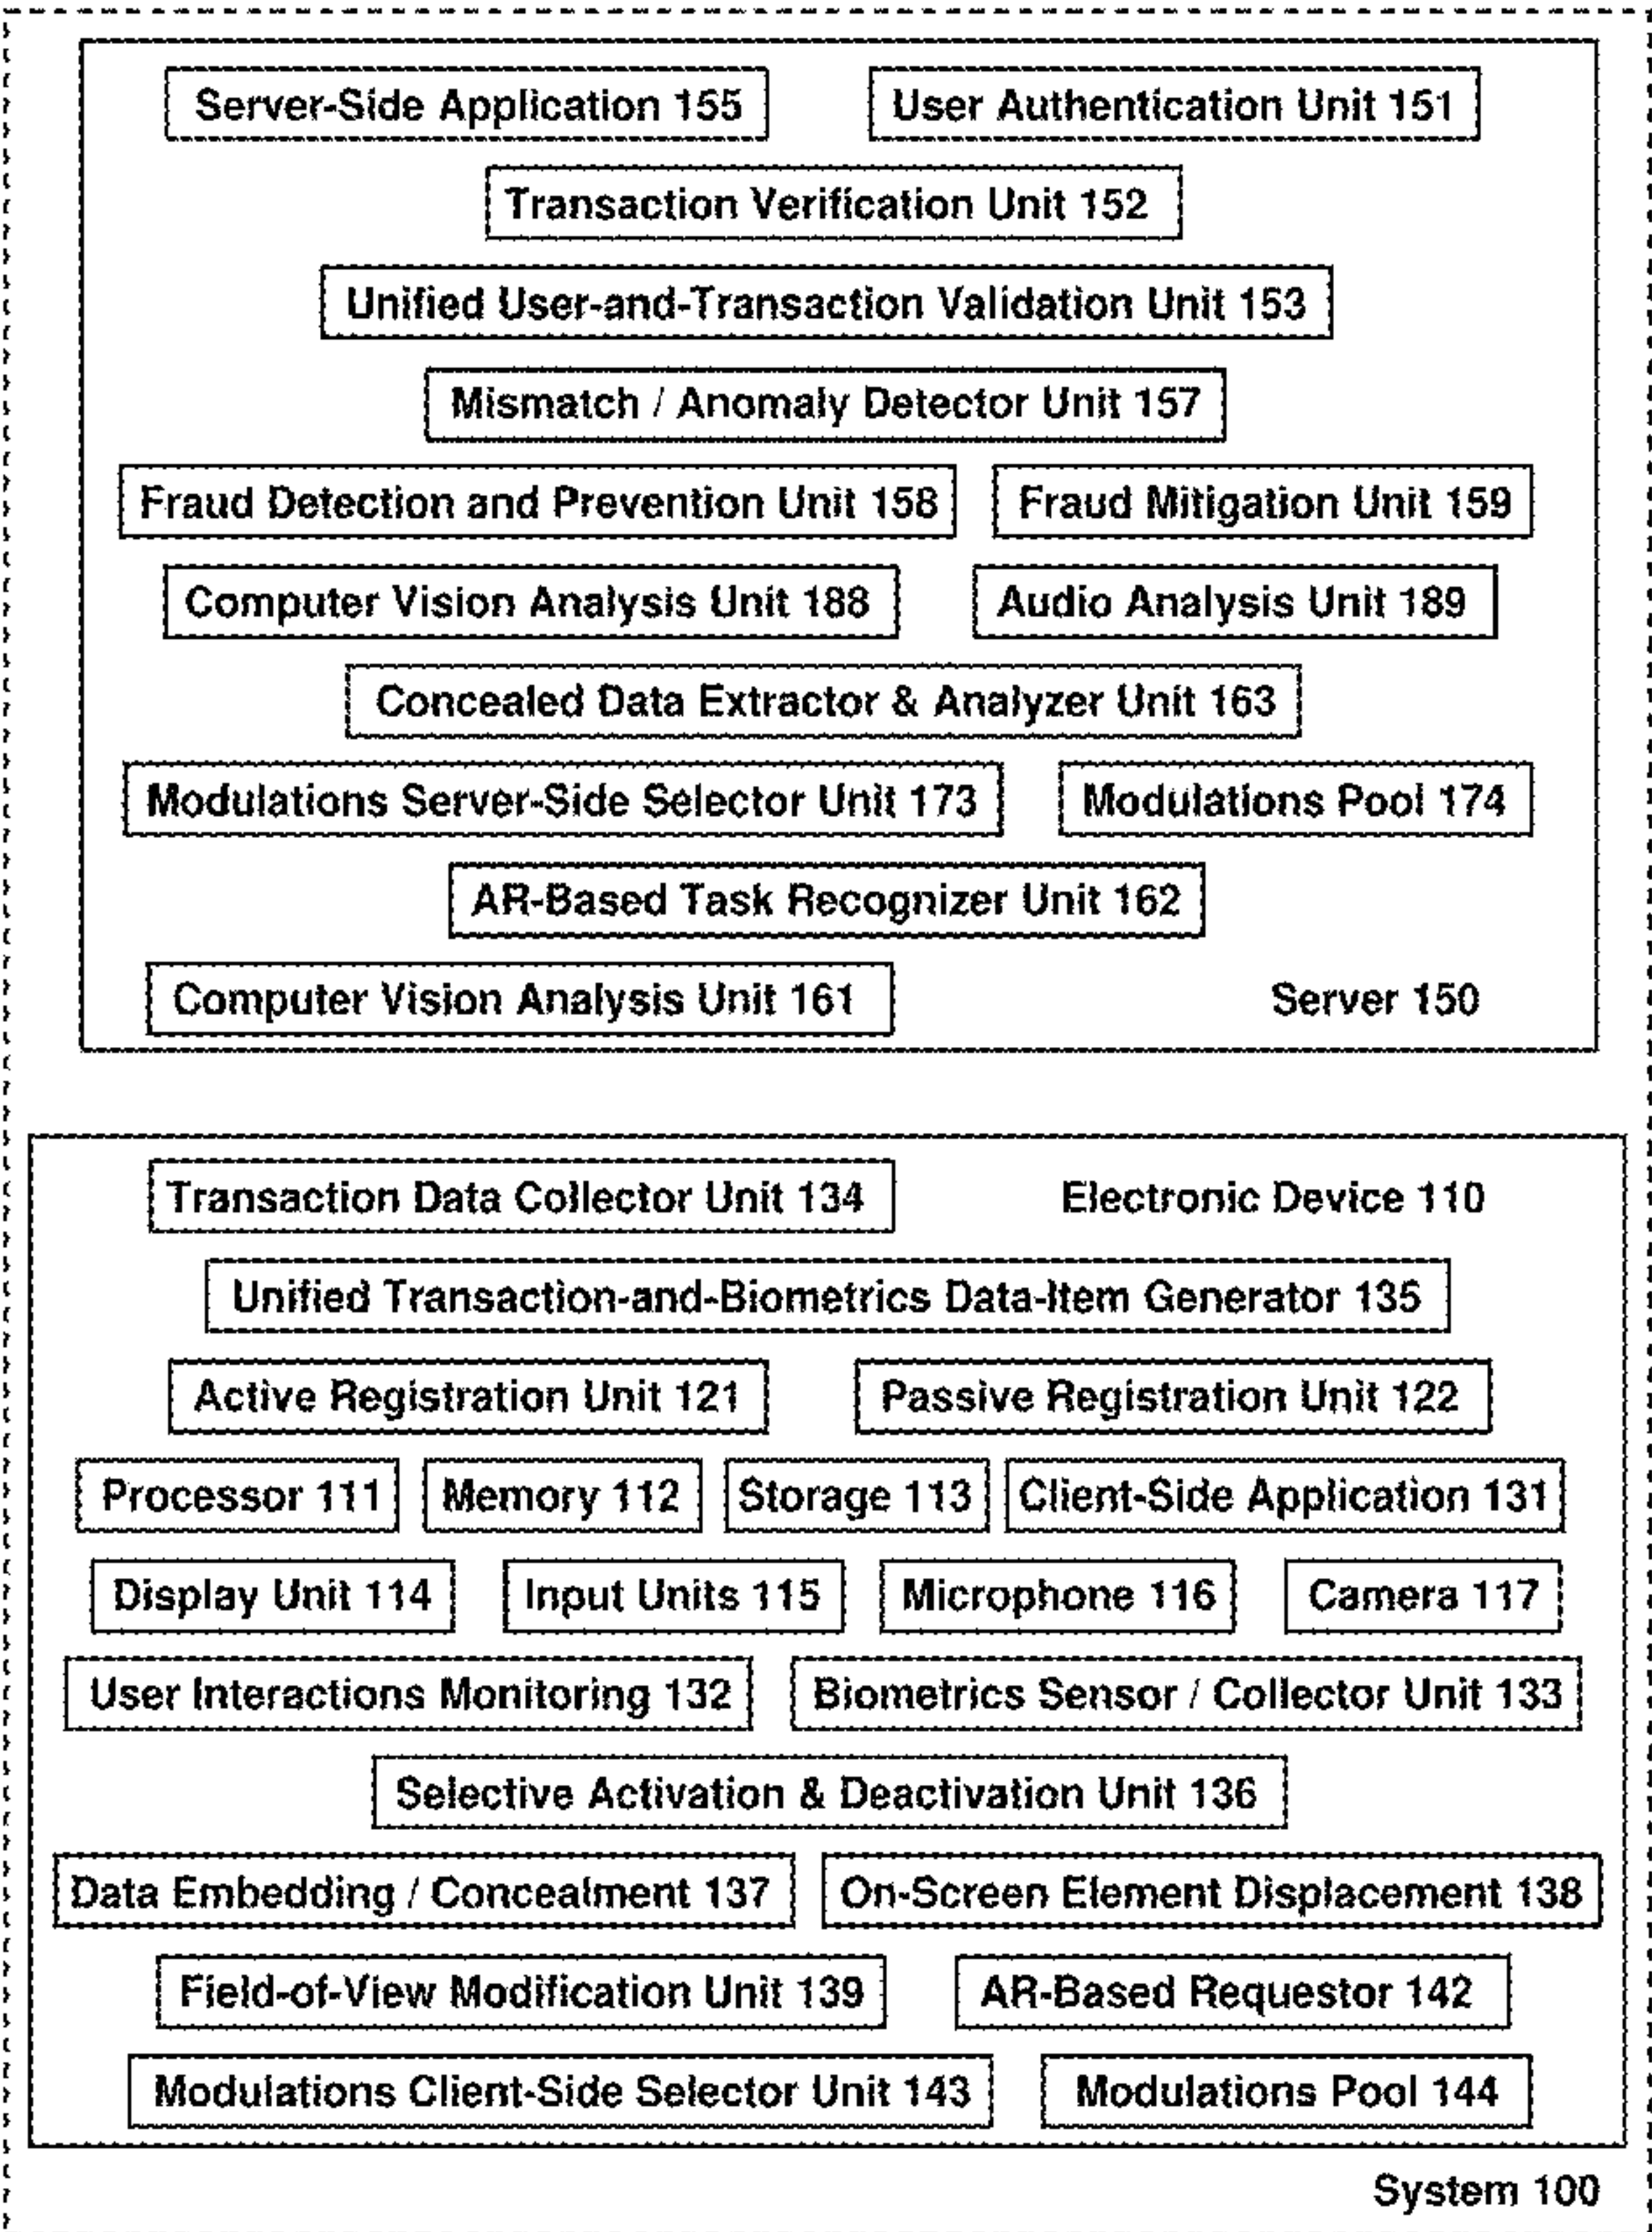 Server-Side Application 155 User Authentication Unit 151
Transaction Verification Unit 152
Unified User-and-Transaction Validation Unit 153
Mismatch / Anomaly Detector Unit 157
Fraud Detection and Prevention Unit 158 Fraud Mitigation Unit 159
Computer Vision Analysis Unit 188 Audio Analysis Unit 189
Concealed Data Extractor & Analyzer Unit 163
Modulations Server-Side Selector Unit 173 Modulations Pool 174
AR-Based Task Recognizer Unit 162
Computer Vision Analysis Unit 161 Server 150
Transaction Data Collector Unit 134 Electronic Device 110
Unified Transaction-and-Biometrics Data-Item Generator 135
Active Registration Unit 121 Passive Registration Unit 122
Processor 111 Memory 112 Storage 113 Client-Side Application 131
Display Unit 114 Input Units 115 Microphone 116 Camera 117
User Interactions Monitoring 132 Biometrics Sensor / Collector Unit 133
Selective Activation & Deactivation Unit 136
Data Embedding / Concealment 137 On-Screen Element Displacement 138
Field-of-View Modification Unit 139 AR-Based Requestor 142
Modulations Client-Side Selector Unit 143 Modulations Pool 144
System 100